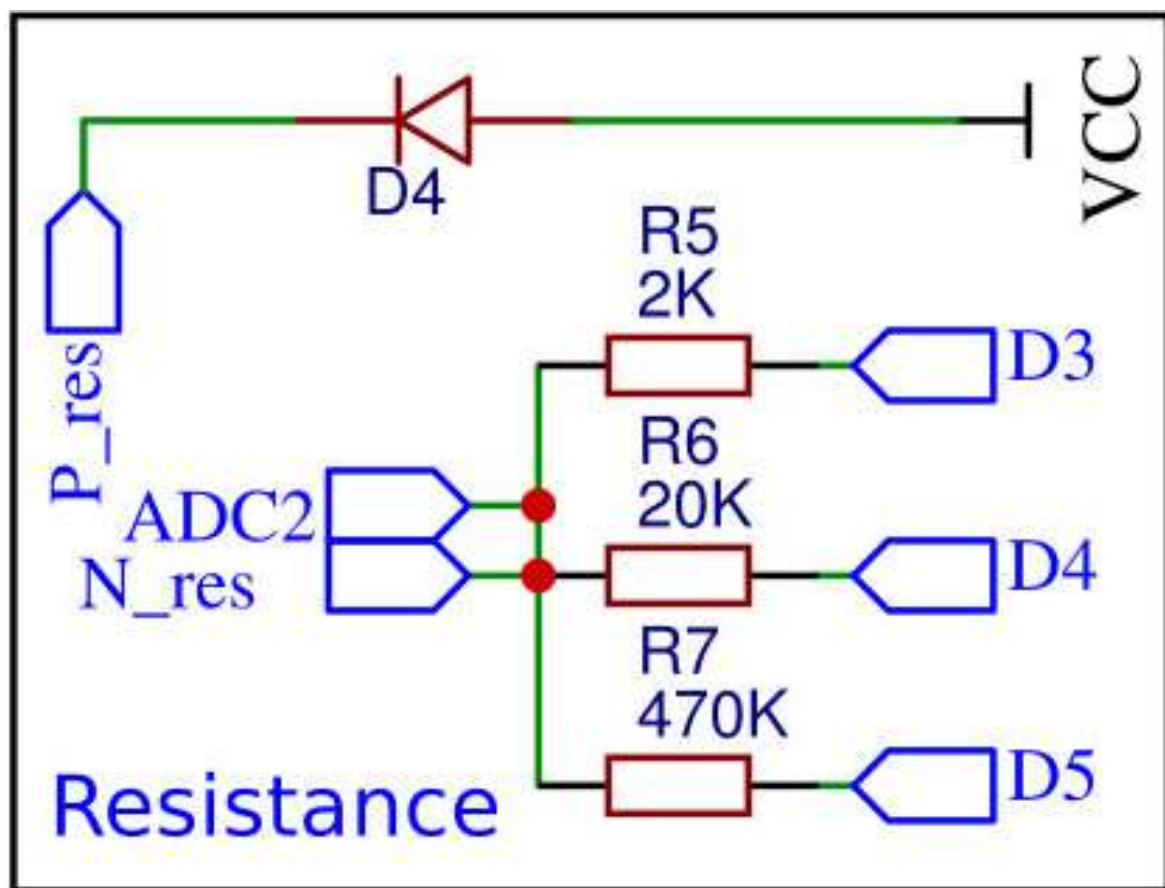 VCC
D4
P_res
R5
2K
D3
R6
20K
ADC2
N_res
D4
R7
470K
D5
Resistance